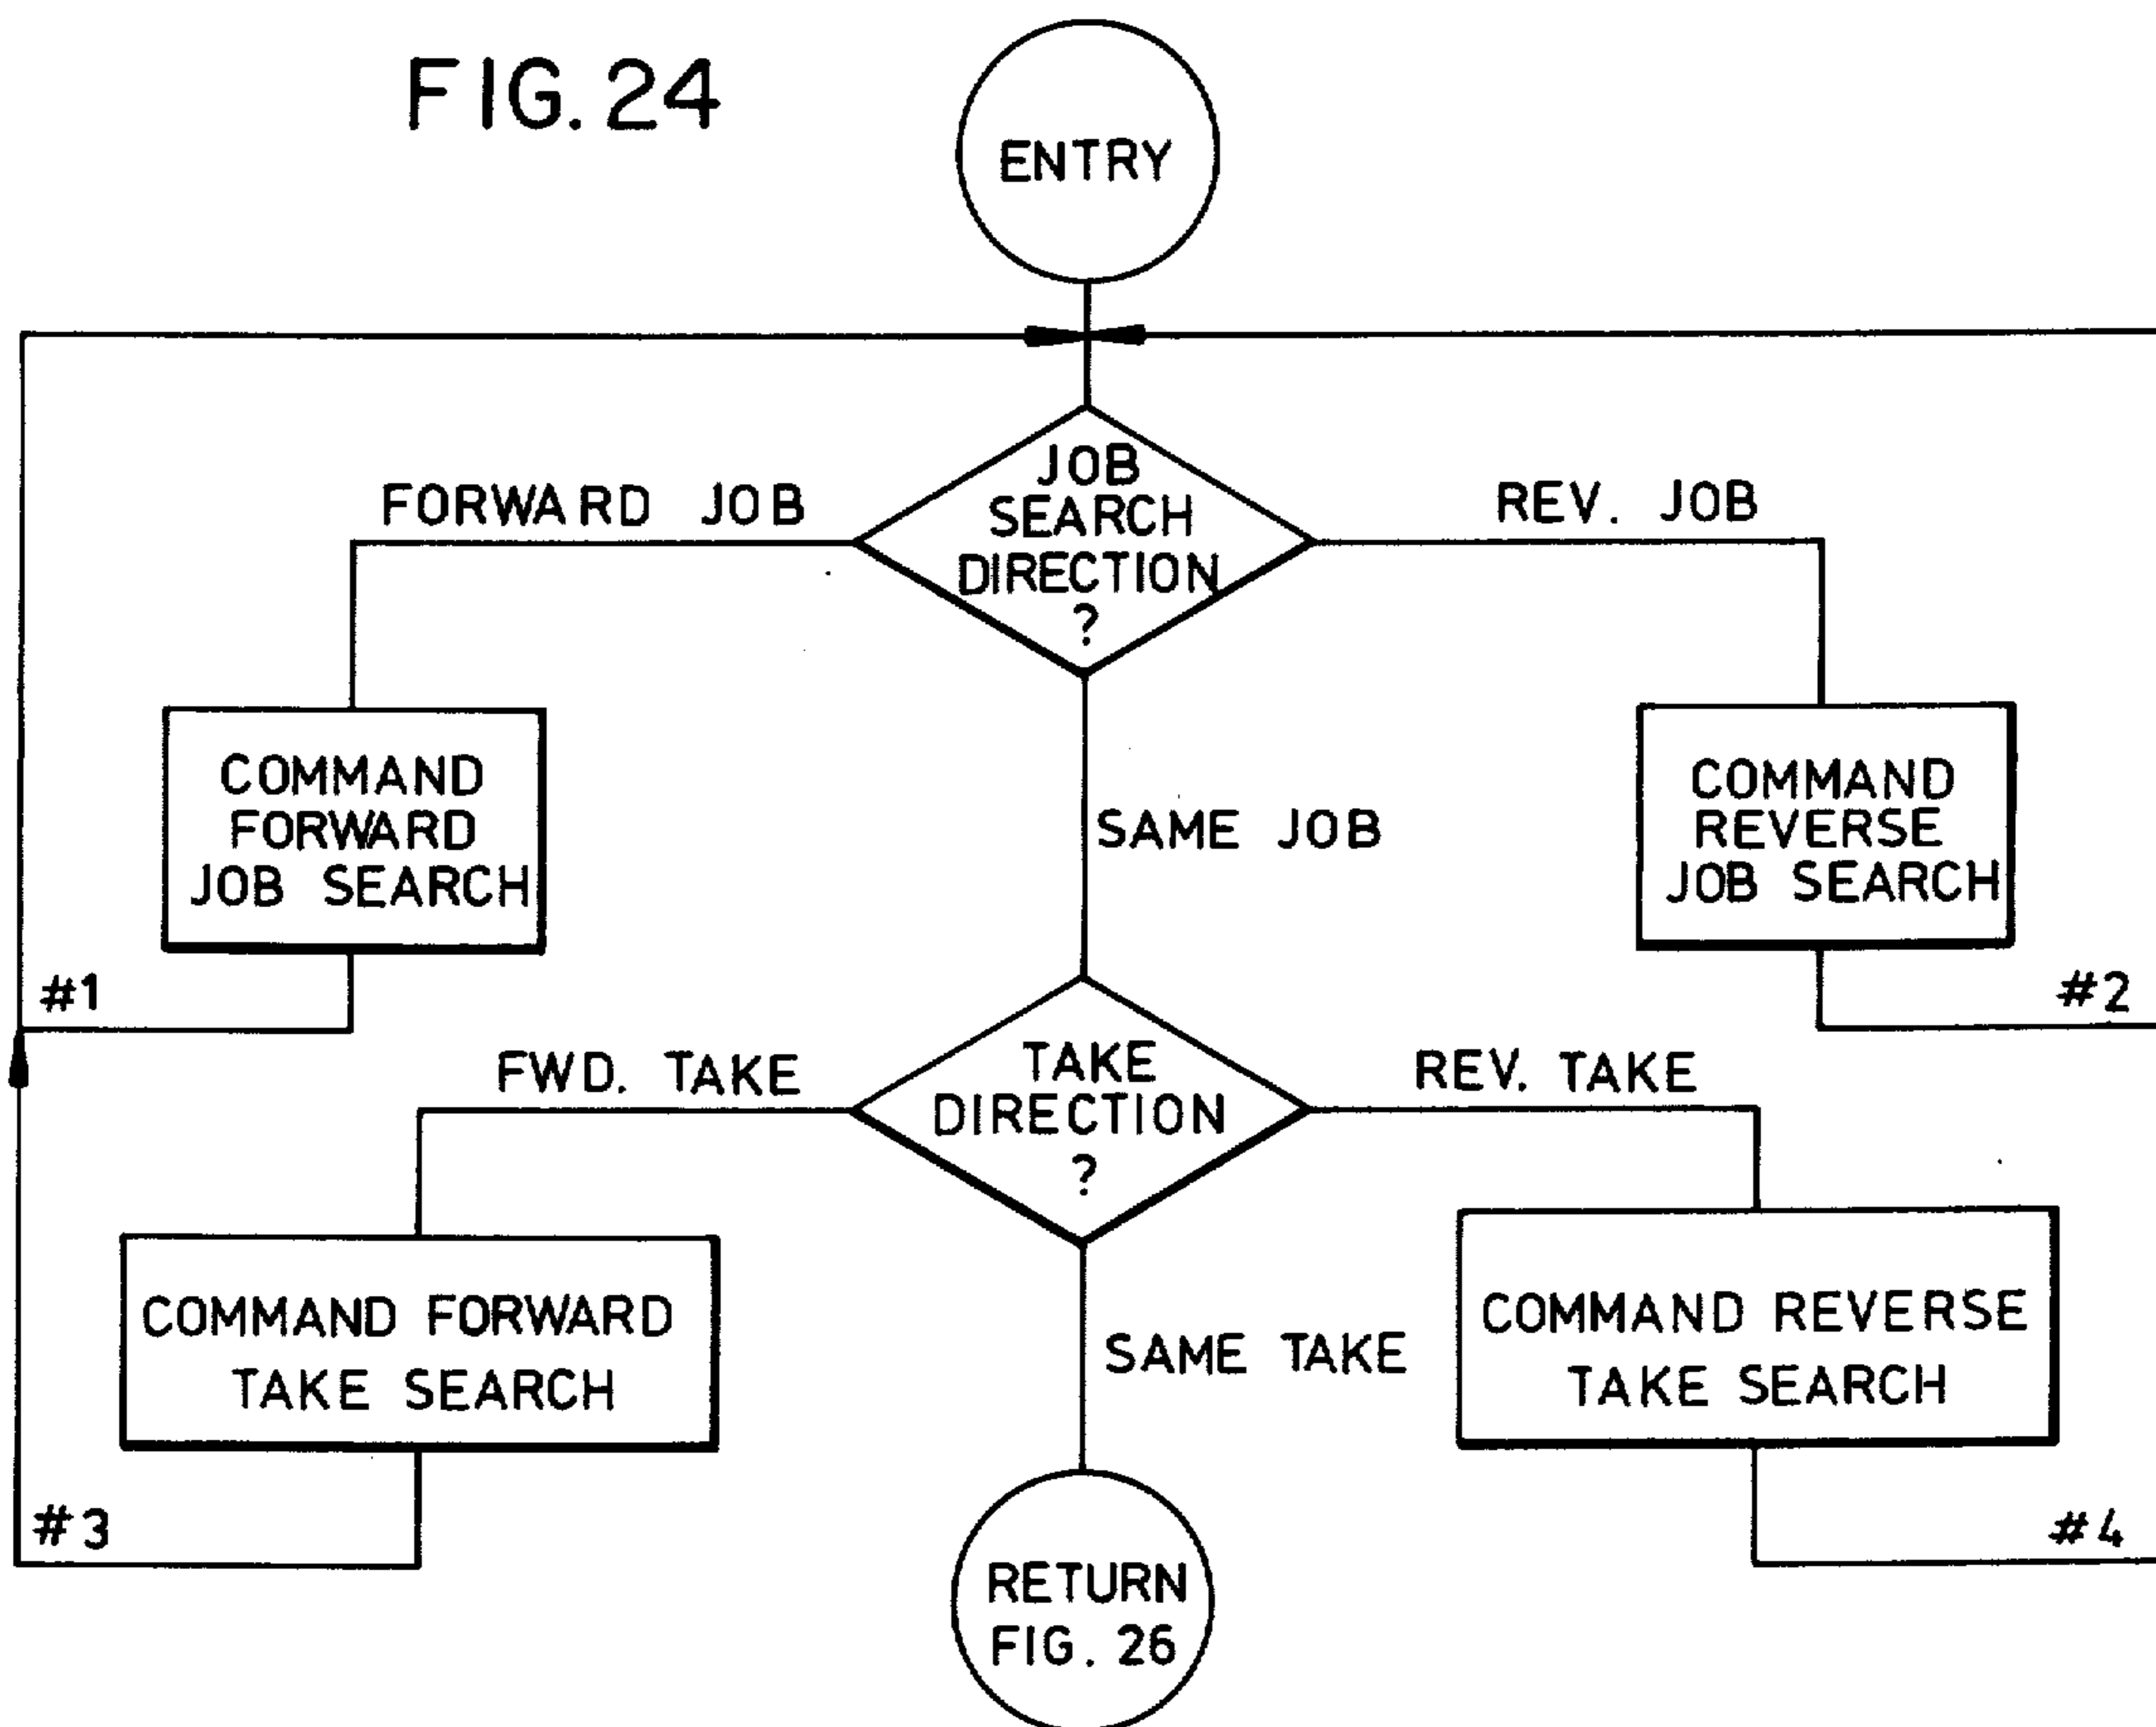 FIG. 24
ENTRY
JOB
SEARCH
DIRECTION
?
FORWARD JOB
REV. JOB
COMMAND
FORWARD
JOB SEARCH
SAME JOB
COMMAND
REVERSE
JOB SEARCH
#1
#2
TAKE
DIRECTION
?
FWD. TAKE
REV. TAKE
COMMAND FORWARD
TAKE SEARCH
SAME TAKE
COMMAND REVERSE
TAKE SEARCH
#3
#4
RETURN
FIG. 26